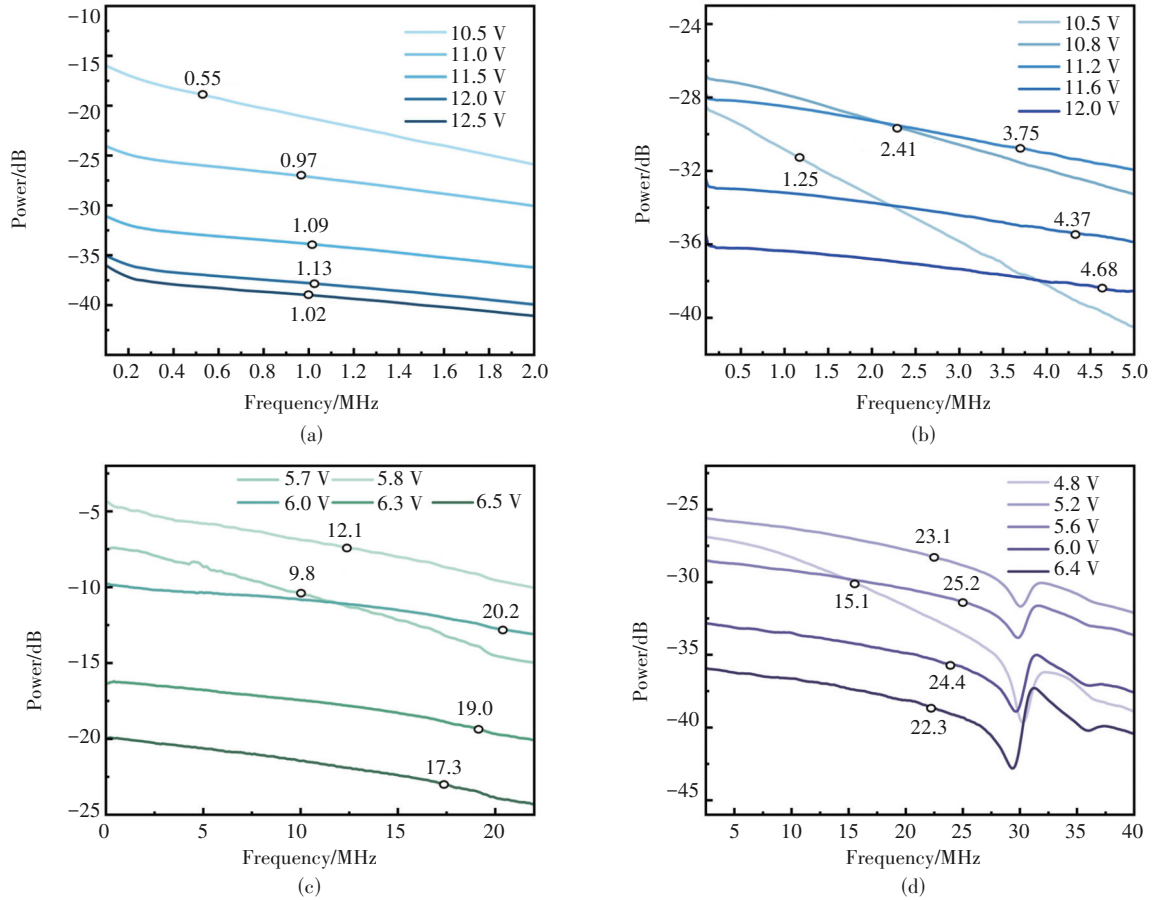 −10
−15
−20
−25
−30
−35
−40
Power/dB
10.5 V
11.0 V
11.5 V
12.0 V
12.5 V
0.55
0.97
1.09
1.13
1.02
0.2 0.4 0.6 0.8 1.0 1.2 1.4 1.6 1.8 2.0
Frequency/MHz
(a)
−24
−28
−32
−36
−40
Power/dB
10.5 V
10.8 V
11.2 V
11.6 V
12.0 V
2.41
3.75
1.25
4.37
4.68
0.5 1.0 1.5 2.0 2.5 3.0 3.5 4.0 4.5 5.0
Frequency/MHz
(b)
−5
−10
−15
−20
−25
Power/dB
5.7 V 5.8 V
6.0 V 6.3 V 6.5 V
12.1
9.8
20.2
19.0
17.3
0 5 10 15 20
Frequency/MHz
(c)
−25
−30
−35
−40
−45
Power/dB
4.8 V
5.2 V
5.6 V
6.0 V
6.4 V
23.1
25.2
15.1
24.4
22.3
5 10 15 20 25 30 35 40
Frequency/MHz
(d)